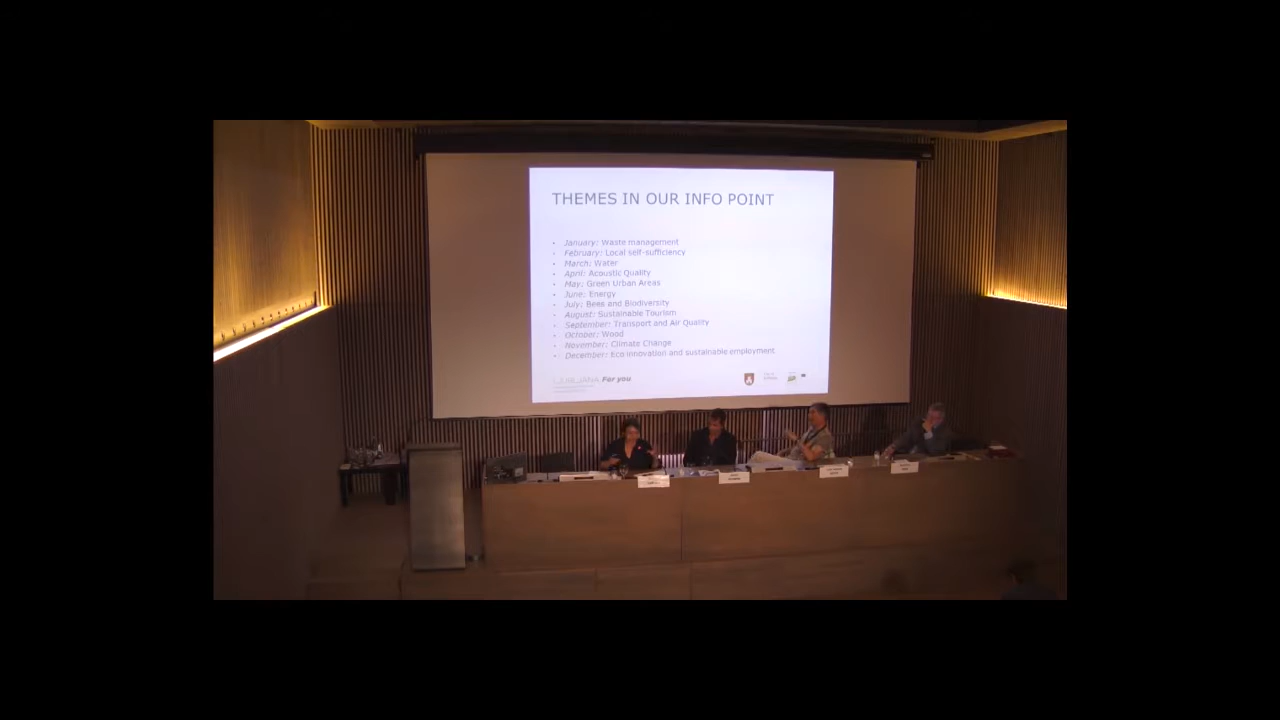 THEMES IN OUR INFO POINT
• January: Waste management
• February: Local self-sufficiency
• March: Water
• April: Acoustic Quality
• May: Green Urban Areas
• June: Energy
• July: Bees and Biodiversity
• August: Sustainable Tourism
• September: Transport and Air Quality
• October: Wood
• November: Climate Change
• December: Eco innovation and sustainable employment
LJUBLJANA For you